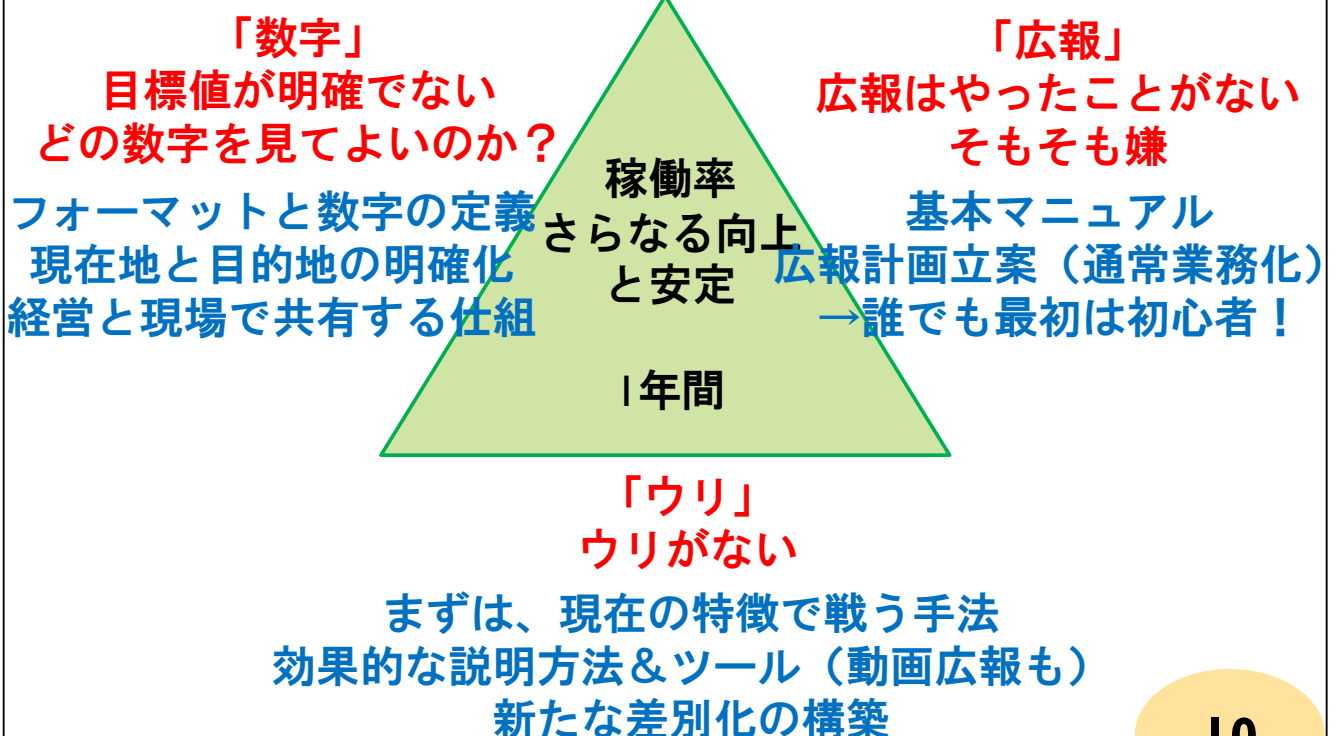 「数字」
目標値が明確でない
どの数字を見てよいのか?
フォーマットと数字の定義
現在地と目的地の明確化
経営と現場で共有する仕組
稼働率
さらなる向上
と安定
1年間
「広報」
広報はやったことがない
そもそも嫌
基本マニュアル
広報計画立案(通常業務化)
→誰でも最初は初心者!
「ウリ」
ウリがない
まずは、現在の特徴で戦う手法
効果的な説明方法&ツール(動画広報も)
新たな差別化の構築